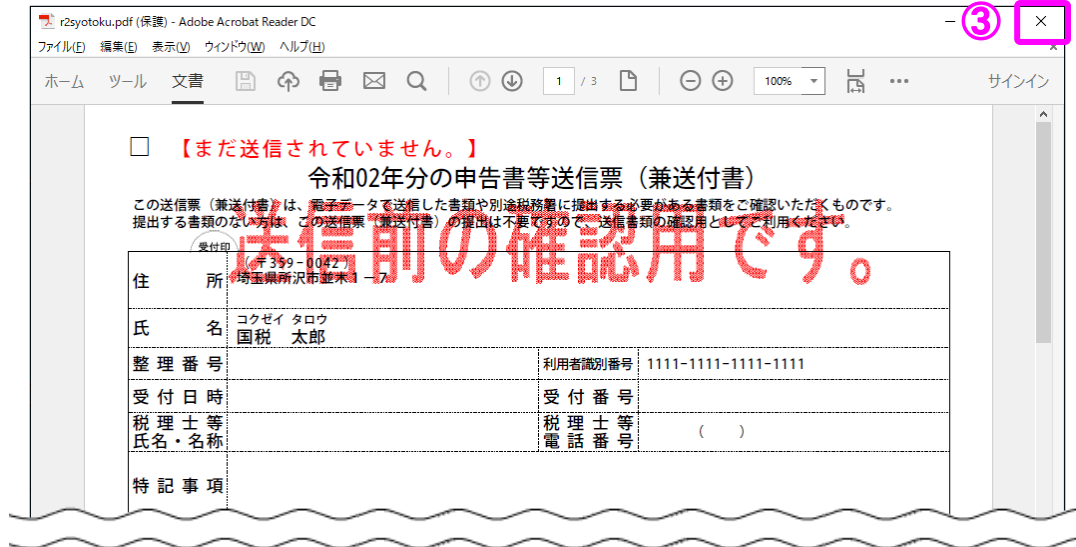 r2syotoku.pdf (保護) - Adobe Acrobat Reader DC
③
ファイル(F) 編集(E) 表示(V) ウィンドウ(W) ヘルプ(H)
ホーム ツール 文書 1 / 3 100% サインイン
【まだ送信されていません。】
令和02年分の申告書等送信票（兼送付書）
この送信票（兼送付書）は、電子データで送信した書類や別途税務署に提出する必要がある書類をご確認いただくものです。
提出する書類のない方は、この送信票（兼送付書）の提出は不要ですので、送信書類の確認用としてご利用ください。
送信前の確認用です。
受付印
住所 （〒359-0042）
埼玉県所沢市並木１－７
コクゼイ タロウ
氏名 国税 太郎
整理番号 利用者識別番号 1111-1111-1111-1111
受付日時 受付番号
税理士等 税理士等
氏名・名称 電話番号 ( )
特記事項